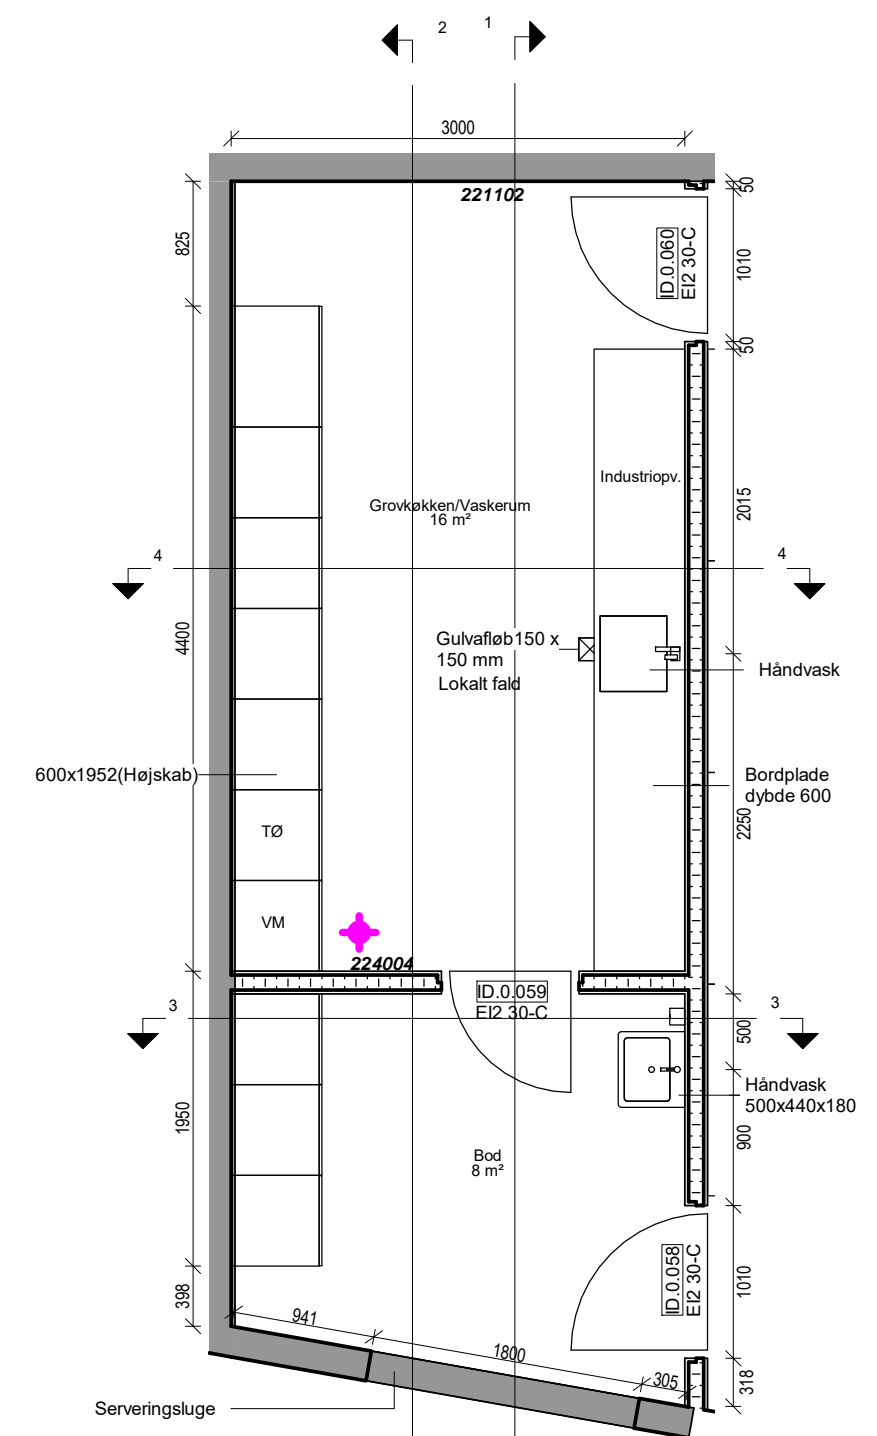 2
1
3000
221102
50
825
ID.0.060
EI2 30-C
1010
50
Industriopv.
2015
Grovkøkken/Vaskerum
16 m²
4
4
4400
Gulvafløb150 x
150 mm
Lokalt fald
Håndvask
600x1952(Højskab)
Bordplade
dybde 600
2250
TØ
VM
224004
ID.0.059
EI2 30-C
3
3
500
Håndvask
500x440x180
1950
900
Bod
8 m²
ID.0.058
EI2 30-C
1010
398
941
1800
305
318
Serveringsluge